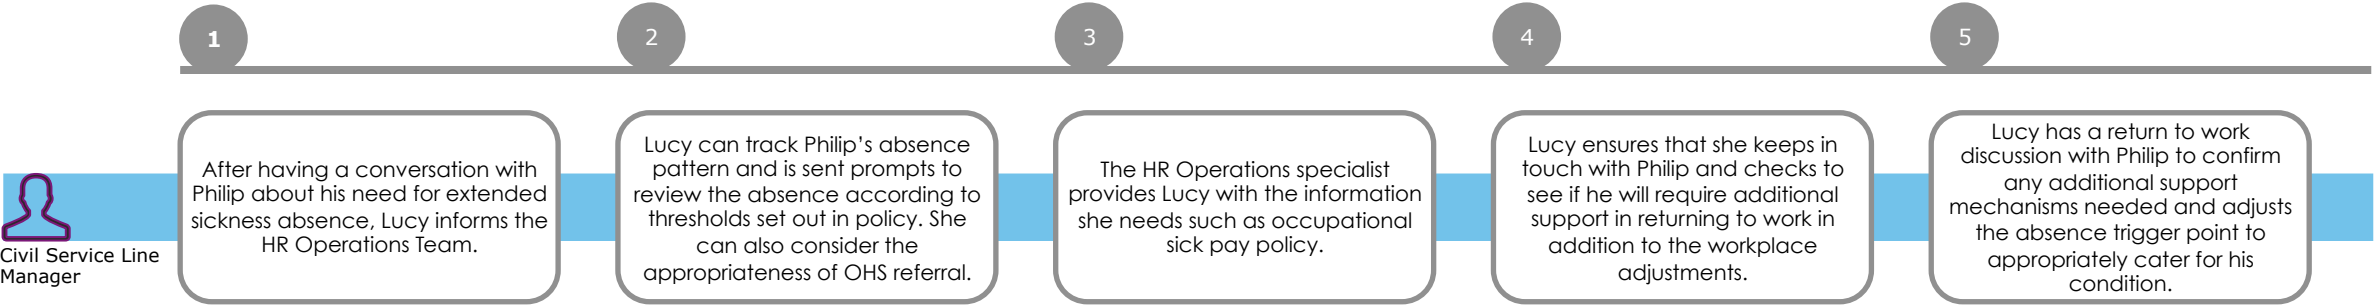 1
2
3
4
5
Civil Service Line
Manager
After having a conversation with
Philip about his need for extended
sickness absence, Lucy informs the
HR Operations Team.
Lucy can track Philip’s absence
pattern and is sent prompts to
review the absence according to
thresholds set out in policy. She
can also consider the
appropriateness of OHS referral.
The HR Operations specialist
provides Lucy with the information
she needs such as occupational
sick pay policy.
Lucy ensures that she keeps in
touch with Philip and checks to
see if he will require additional
support in returning to work in
addition to the workplace
adjustments.
Lucy has a return to work
discussion with Philip to confirm
any additional support
mechanisms needed and adjusts
the absence trigger point to
appropriately cater for his
condition.